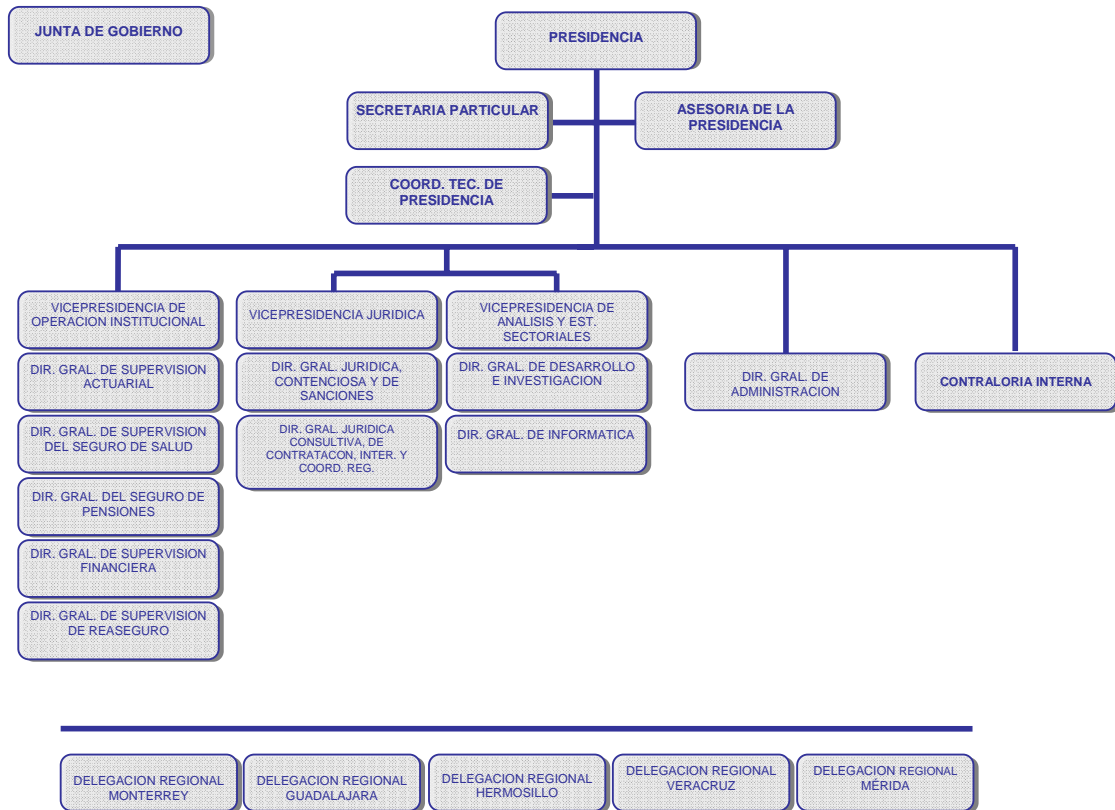 JUNTA DE GOBIERNO
PRESIDENCIA
SECRETARIA PARTICULAR
ASESORIA DE LA
PRESIDENCIA
COORD. TEC. DE
PRESIDENCIA
VICEPRESIDENCIA DE
OPERACION INSTITUCIONAL
DIR. GRAL. DE SUPERVISION
ACTUARIAL
DIR. GRAL. DE SUPERVISION
DEL SEGURO DE SALUD
DIR. GRAL. DEL SEGURO DE
PENSIONES
DIR. GRAL. DE SUPERVISION
FINANCIERA
DIR. GRAL. DE SUPERVISION
DE REASEGURO
VICEPRESIDENCIA JURIDICA
DIR. GRAL. JURIDICA,
CONTENCIOSA Y DE
SANCIONES
DIR. GRAL. JURIDICA
CONSULTIVA, DE
CONTRATACON, INTER. Y
COORD. REG.
VICEPRESIDENCIA DE
ANALISIS Y EST.
SECTORIALES
DIR. GRAL. DE DESARROLLO
E INVESTIGACION
DIR. GRAL. DE INFORMATICA
DIR. GRAL. DE
ADMINISTRACION
CONTRALORIA INTERNA
DELEGACION REGIONAL
MONTERREY
DELEGACION REGIONAL
GUADALAJARA
DELEGACION REGIONAL
HERMOSILLO
DELEGACION REGIONAL
VERACRUZ
DELEGACION REGIONAL
MÉRIDA